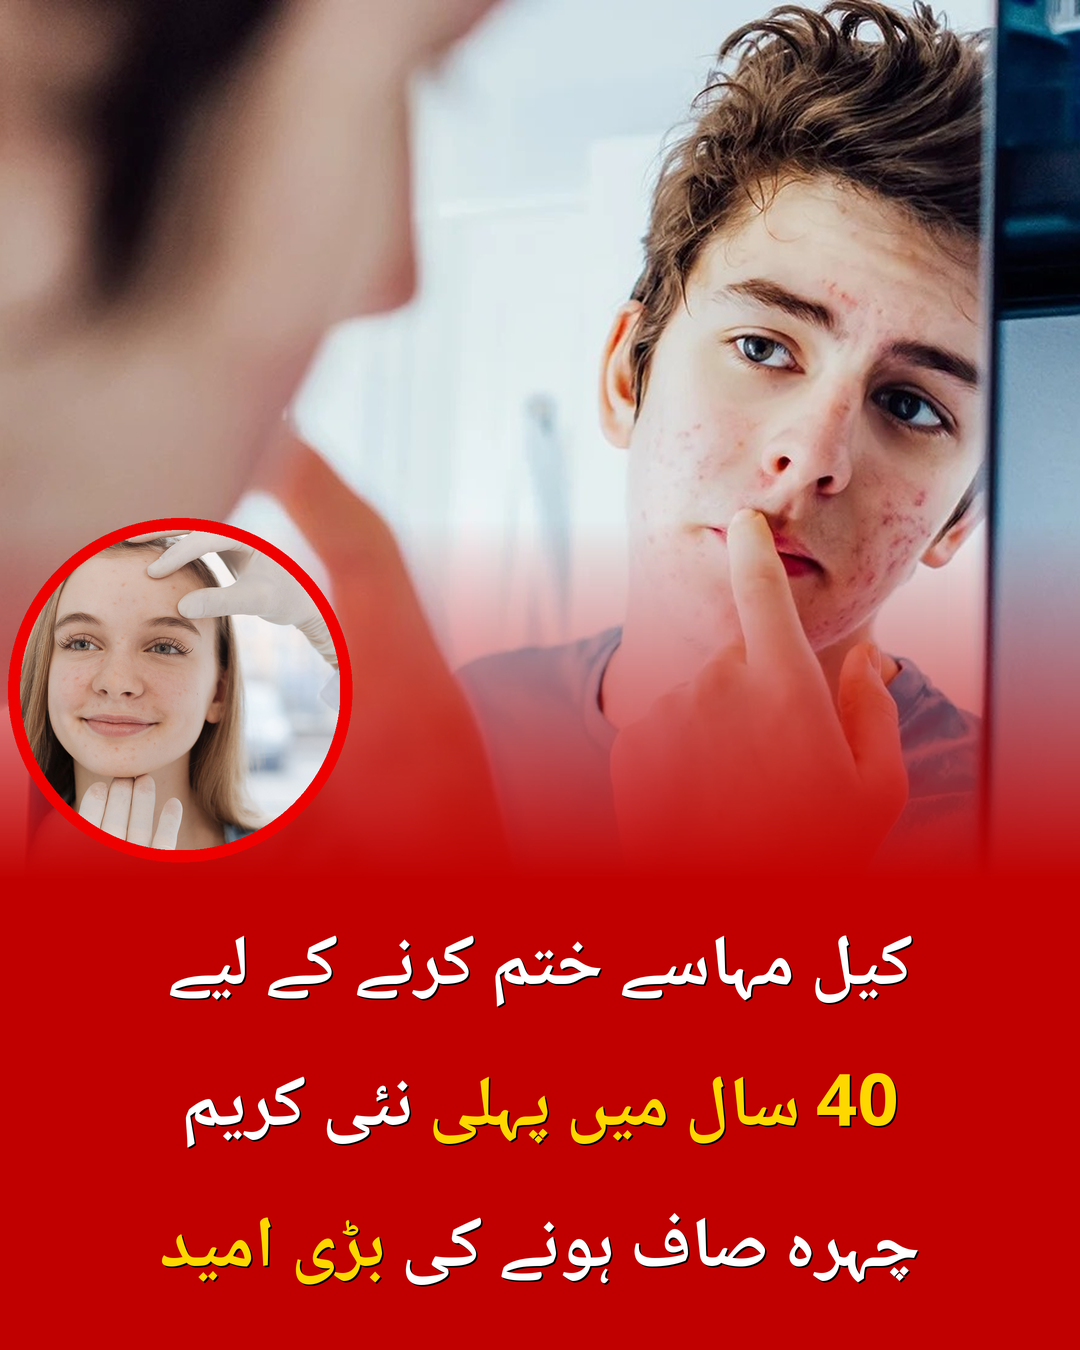 کیل مہاسے ختم کرنے کے لیے
40 سال میں پہلی نئی کریم
چہرہ صاف ہونے کی بڑی امید